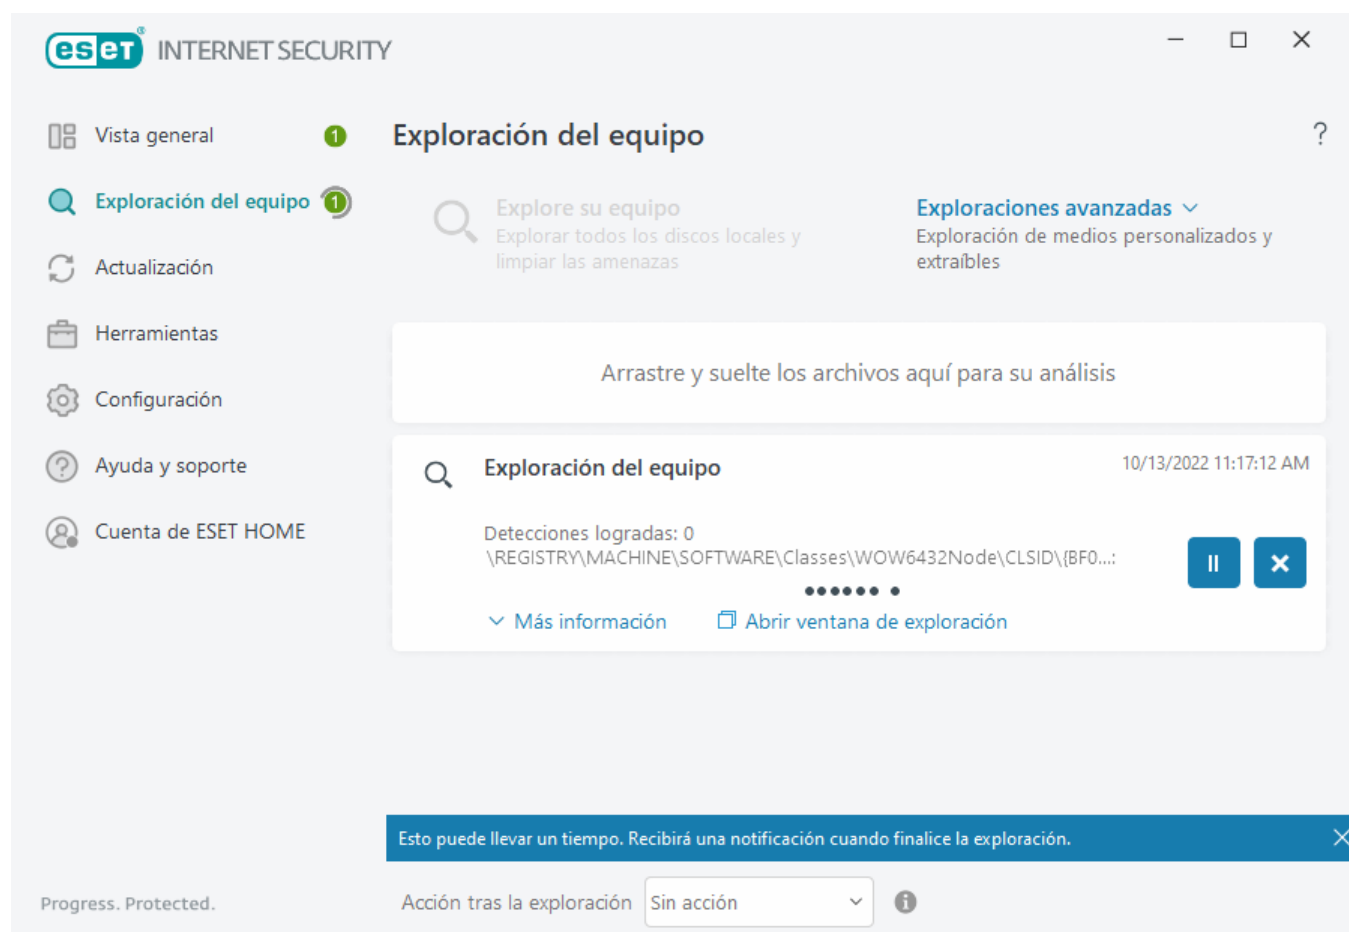 eset® INTERNET SECURITY
Vista general 1
Exploración del equipo 1
Actualización
Herramientas
Configuración
Ayuda y soporte
Cuenta de ESET HOME
Progress. Protected.
Exploración del equipo ?
Explore su equipo
Explorar todos los discos locales y
limpiar las amenazas
Exploraciones avanzadas
Exploración de medios personalizados y
extraíbles
Arrastre y suelte los archivos aquí para su análisis
Exploración del equipo 10/13/2022 11:17:12 AM
Detecciones logradas: 0
\REGISTRY\MACHINE\SOFTWARE\Classes\WOW6432Node\CLSID\{BF0...:
Más información Abrir ventana de exploración
Esto puede llevar un tiempo. Recibirá una notificación cuando finalice la exploración.
Acción tras la exploración Sin acción